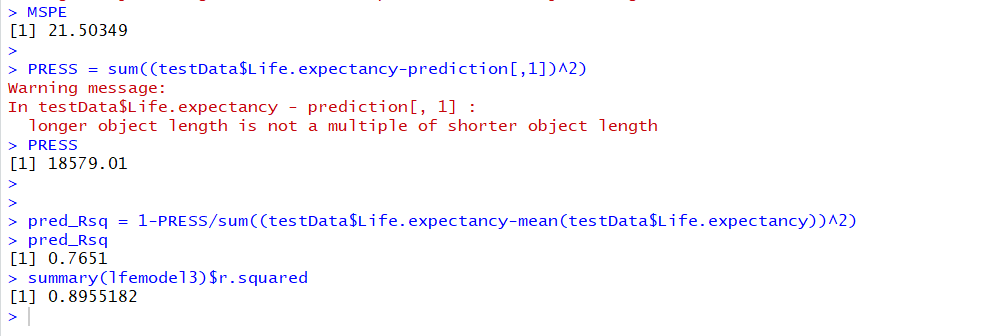 > MSPE
[1] 21.50349
>
> PRESS = sum((testData$Life.expectancy-prediction[,1])^2)
Warning message:
In testData$Life.expectancy - prediction[, 1] :
  longer object length is not a multiple of shorter object length
> PRESS
[1] 18579.01
>
>
> pred_Rsq = 1-PRESS/sum((testData$Life.expectancy-mean(testData$Life.expectancy))^2)
> pred_Rsq
[1] 0.7651
> summary(lfemodel3)$r.squared
[1] 0.8955182
>